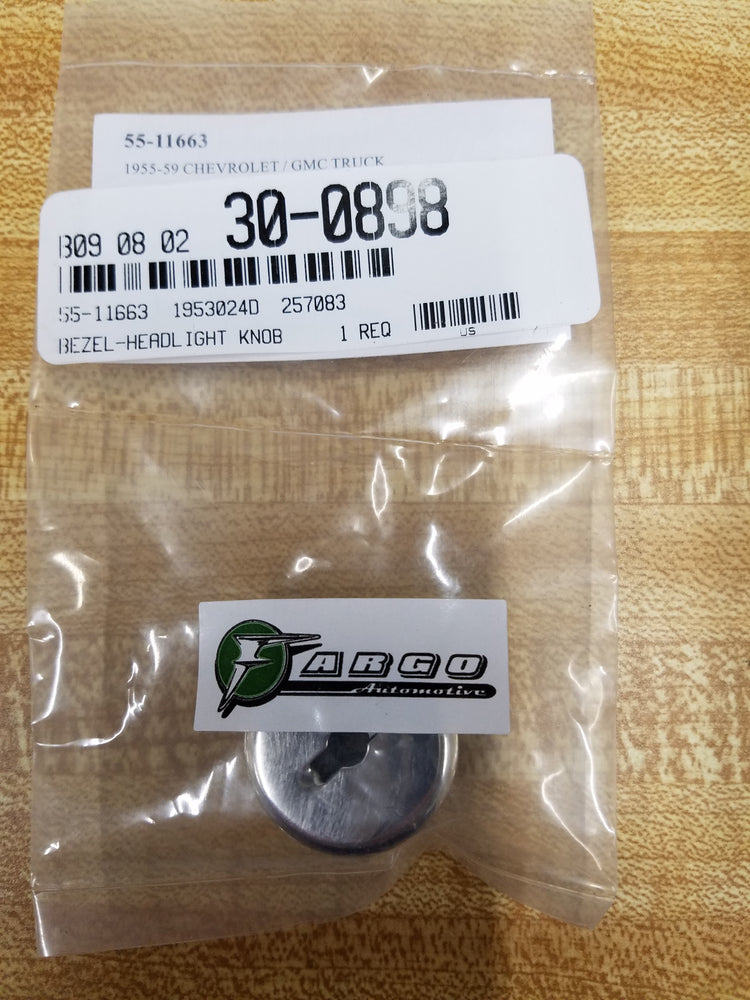 55-11663
1955-59 CHEVROLET / GMC TRUCK
B09 08 02 30-0898
55-11663 1953024D 257083
US
BEZEL-HEADLIGHT KNOB 1 REQ
FARGO
Automotive